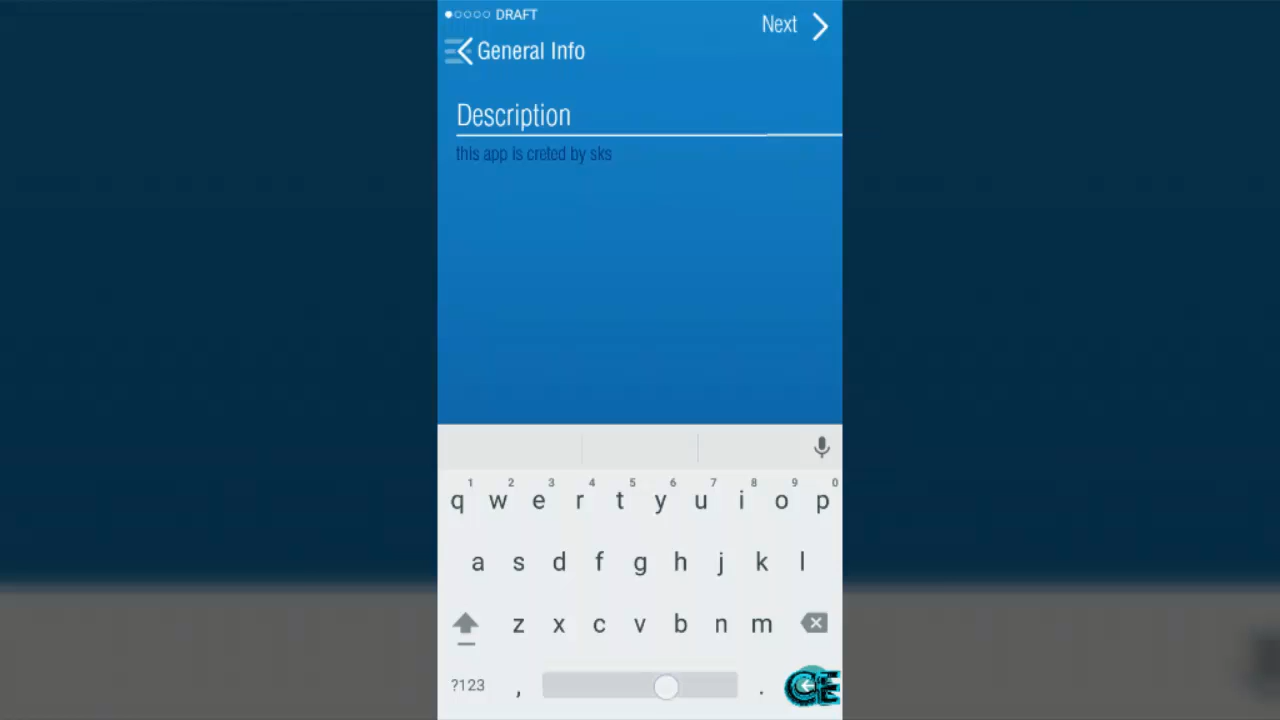 DRAFT
Next
General Info
Description
this app is creted by sks
1 2 3 4 5 6 7 8 9 0
q w e r t y u i o p
a s d f g h j k l
z x c v b n m
?123 , .
CE